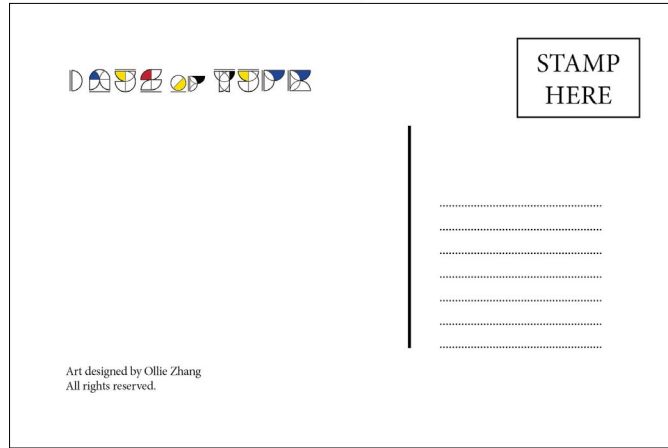 DAYS OF TYPE
STAMP
HERE
Art designed by Ollie Zhang
All rights reserved.